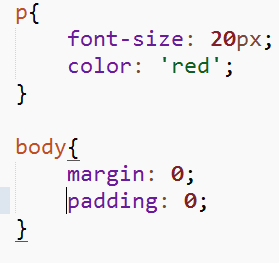 p{
    font-size: 20px;
    color: 'red';
}

body{
    margin: 0;
    padding: 0;
}